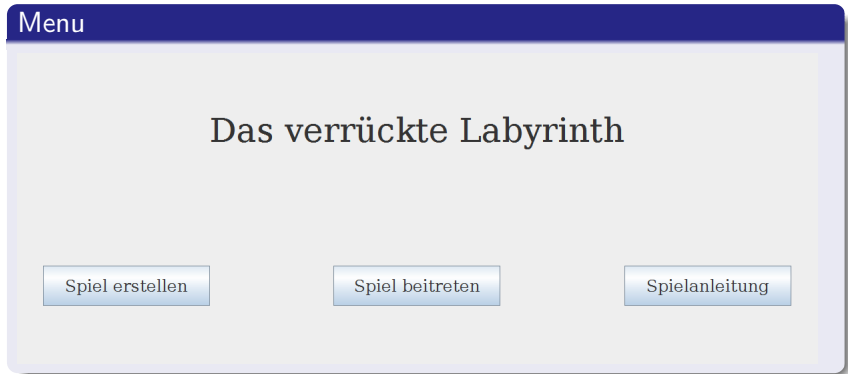 Menu
Das verrückte Labyrinth
Spiel erstellen
Spiel beitreten
Spielanleitung